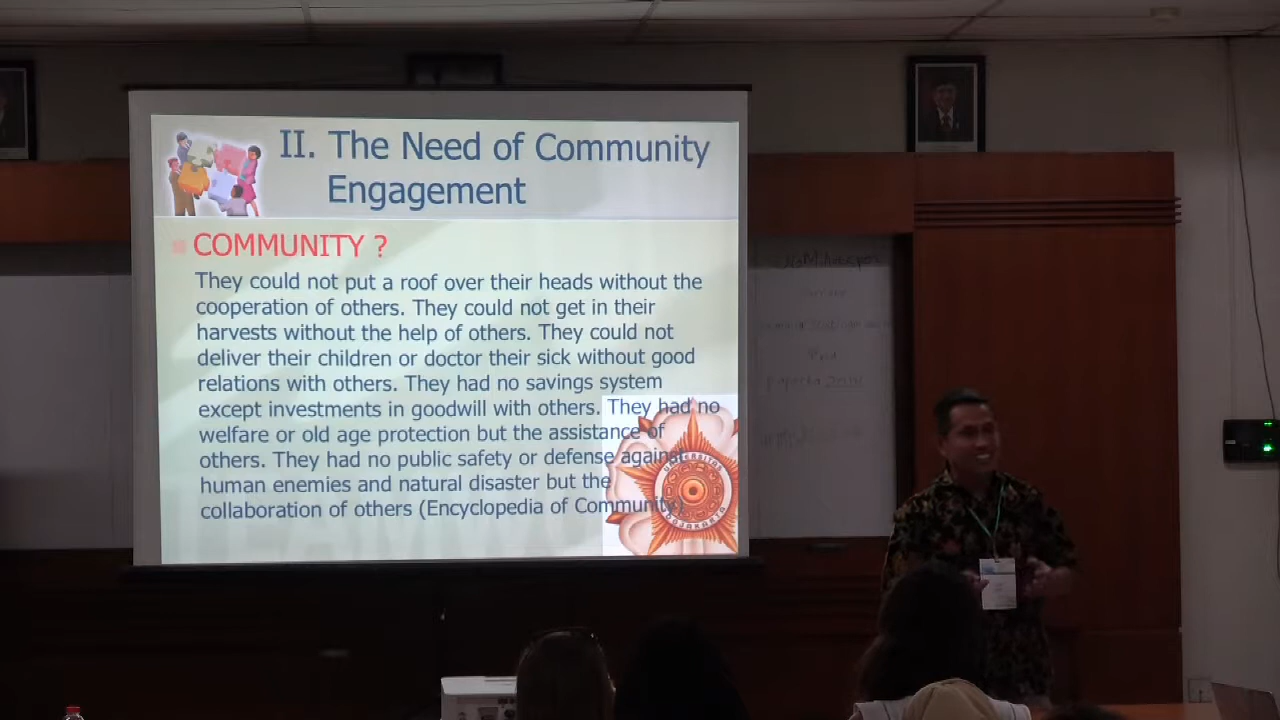 II. The Need of Community
Engagement
COMMUNITY ?
They could not put a roof over their heads without the
cooperation of others. They could not get in their
harvests without the help of others. They could not
deliver their children or doctor their sick without good
relations with others. They had no savings system
except investments in goodwill with others. They had no
welfare or old age protection but the assistance of
others. They had no public safety or defense against
human enemies and natural disaster but the
collaboration of others (Encyclopedia of Community)
UNIVERSITAS